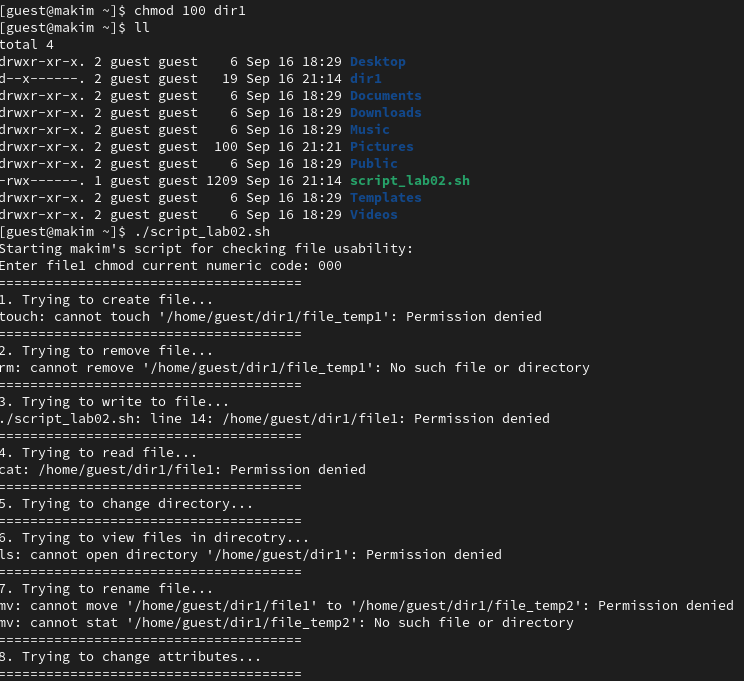 [guest@makim ~]$ chmod 100 dir1
[guest@makim ~]$ ll
total 4
drwxr-xr-x. 2 guest guest    6 Sep 16 18:29 Desktop
d--x------. 2 guest guest   19 Sep 16 21:14 dir1
drwxr-xr-x. 2 guest guest    6 Sep 16 18:29 Documents
drwxr-xr-x. 2 guest guest    6 Sep 16 18:29 Downloads
drwxr-xr-x. 2 guest guest    6 Sep 16 18:29 Music
drwxr-xr-x. 2 guest guest  100 Sep 16 21:21 Pictures
drwxr-xr-x. 2 guest guest    6 Sep 16 18:29 Public
-rwx------. 1 guest guest 1209 Sep 16 21:14 script_lab02.sh
drwxr-xr-x. 2 guest guest    6 Sep 16 18:29 Templates
drwxr-xr-x. 2 guest guest    6 Sep 16 18:29 Videos
[guest@makim ~]$ ./script_lab02.sh
Starting makim's script for checking file usability:
Enter file1 chmod current numeric code: 000
======================================
1. Trying to create file...
touch: cannot touch '/home/guest/dir1/file_temp1': Permission denied
======================================
2. Trying to remove file...
rm: cannot remove '/home/guest/dir1/file_temp1': No such file or directory
======================================
3. Trying to write to file...
./script_lab02.sh: line 14: /home/guest/dir1/file1: Permission denied
======================================
4. Trying to read file...
cat: /home/guest/dir1/file1: Permission denied
======================================
5. Trying to change directory...
======================================
6. Trying to view files in direcotry...
ls: cannot open directory '/home/guest/dir1': Permission denied
======================================
7. Trying to rename file...
mv: cannot move '/home/guest/dir1/file1' to '/home/guest/dir1/file_temp2': Permission denied
mv: cannot stat '/home/guest/dir1/file_temp2': No such file or directory
======================================
8. Trying to change attributes...
======================================